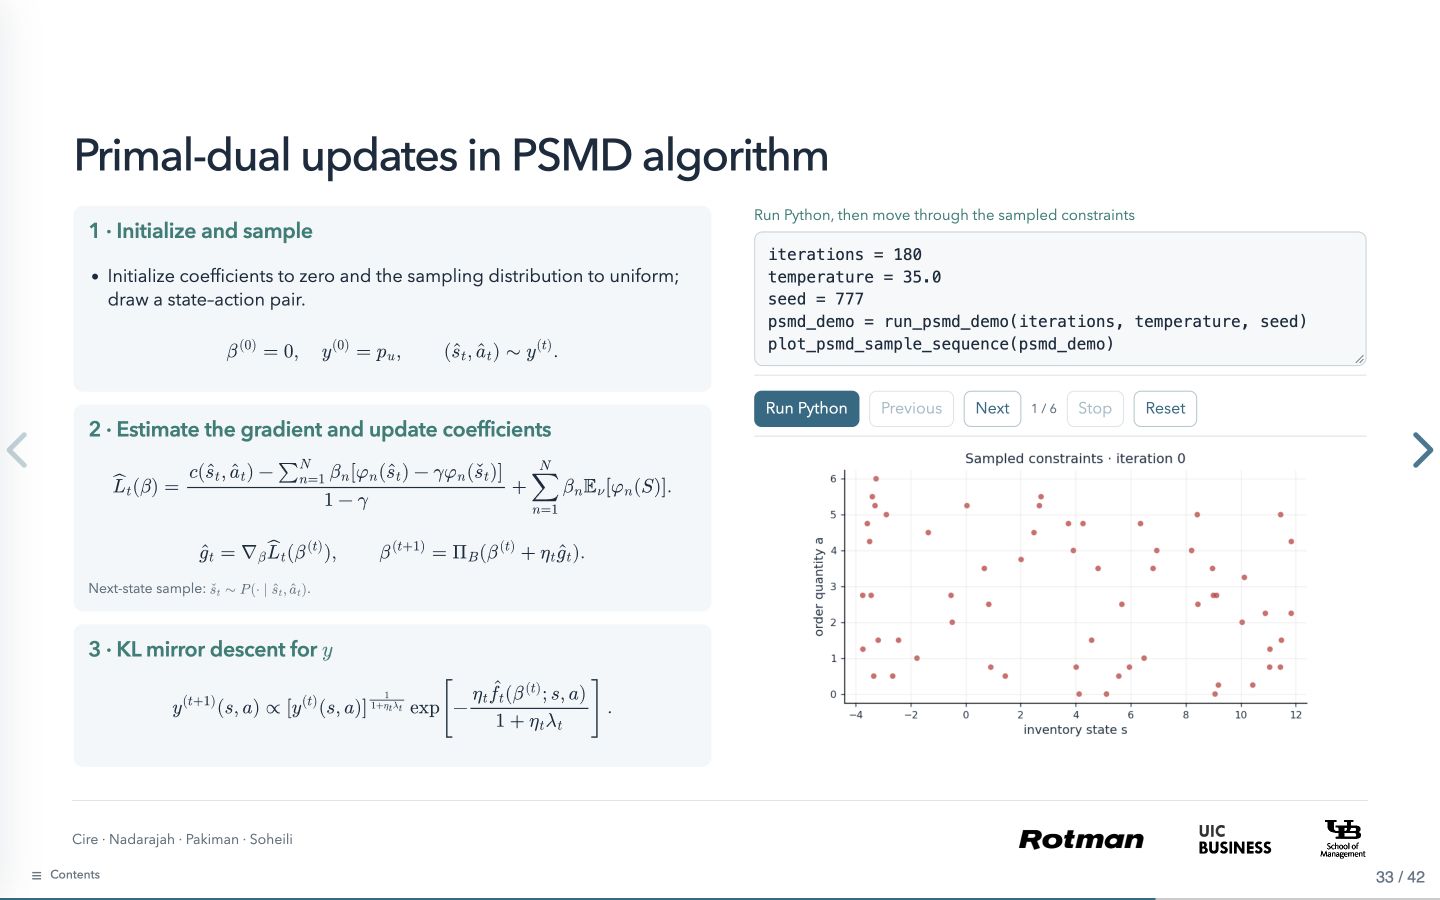 Primal-dual updates in PSMD algorithm
1 · Initialize and sample
• Initialize coefficients to zero and the sampling distribution to uniform;
draw a state–action pair.
β^(0) = 0, y^(0) = p_u, (ŝ_t, â_t) ∼ y^(t).
2 · Estimate the gradient and update coefficients
L̂_t(β) = (c(ŝ_t, â_t) − ∑_{n=1}^{N} β_n[φ_n(ŝ_t) − γφ_n(š_t)]) / (1 − γ) + ∑_{n=1}^{N} β_n 𝔼_ν[φ_n(S)].
ĝ_t = ∇_β L̂_t(β^(t)), β^(t+1) = Π_B(β^(t) + η_t ĝ_t).
Next-state sample: š_t ∼ P(· | ŝ_t, â_t).
3 · KL mirror descent for y
y^(t+1)(s, a) ∝ [y^(t)(s, a)]^{1/(1+η_tλ_t)} exp[ − η_t f̂_t(β^(t); s, a) / (1 + η_tλ_t) ].
Run Python, then move through the sampled constraints
iterations = 180
temperature = 35.0
seed = 777
psmd_demo = run_psmd_demo(iterations, temperature, seed)
plot_psmd_sample_sequence(psmd_demo)
Run Python Previous Next 1 / 6 Stop Reset
Sampled constraints · iteration 0
order quantity a
6
5
4
3
2
1
0
−4 −2 0 2 4 6 8 10 12
inventory state s
Cire · Nadarajah · Pakiman · Soheili
Rotman
UIC
BUSINESS
UB
School of
Management
≡ Contents
33 / 42